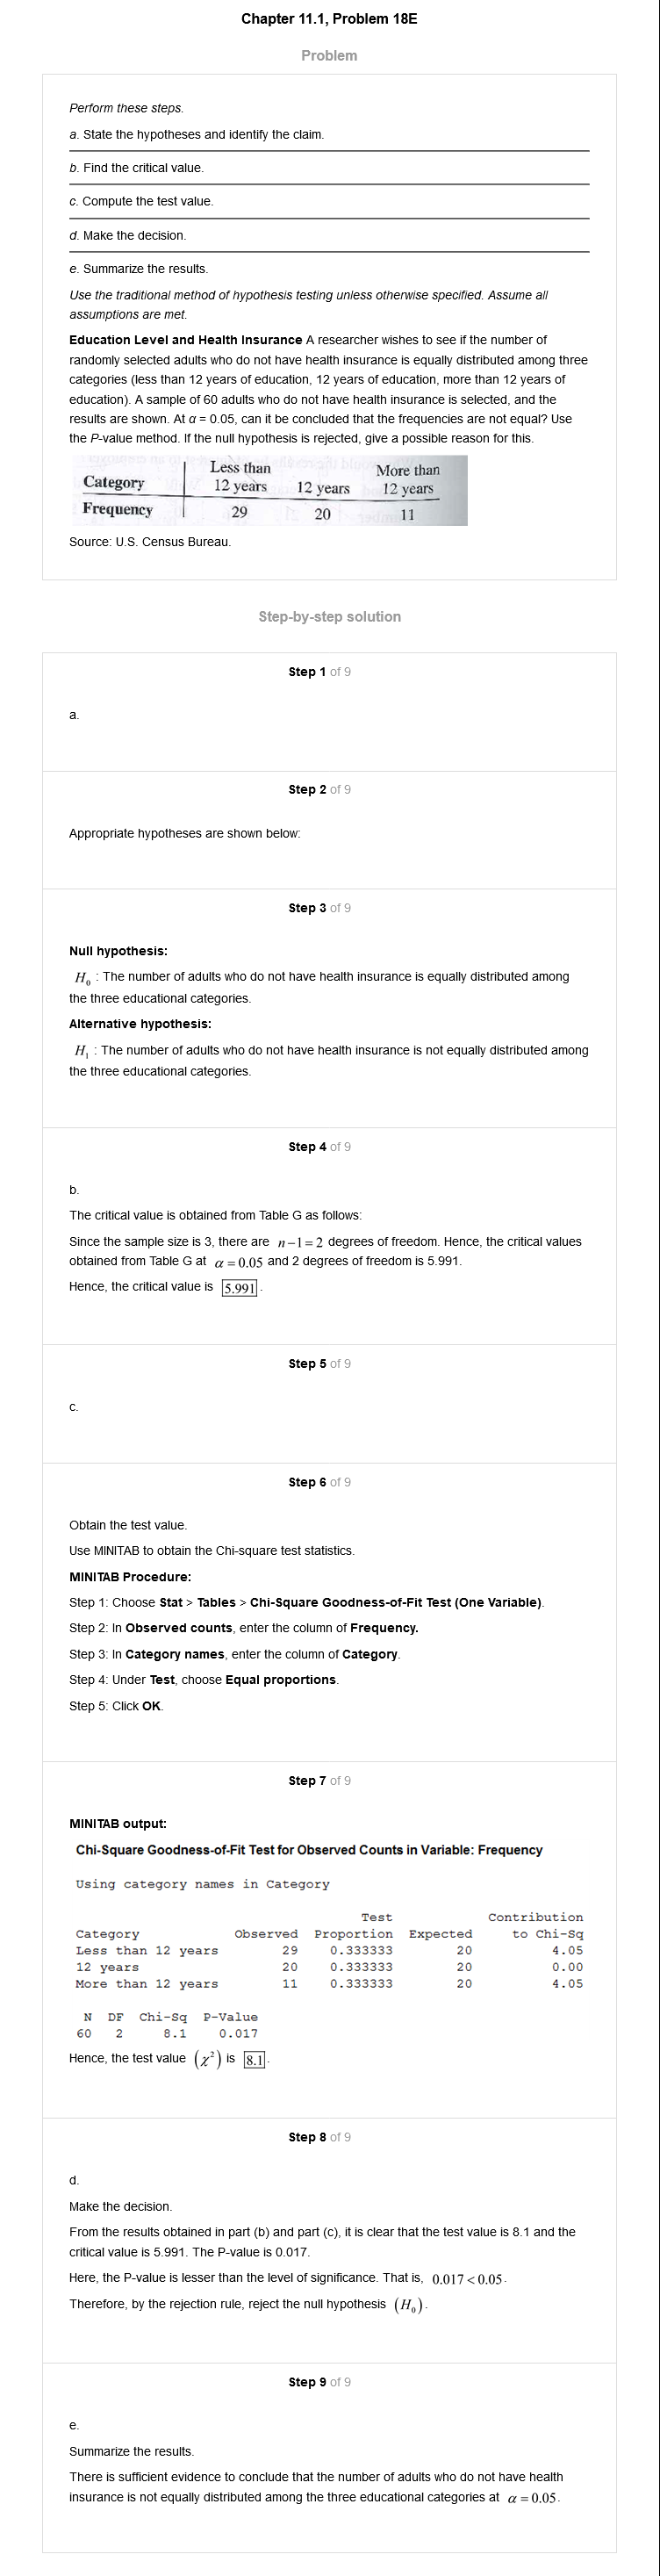 Chapter 11.1, Problem 18E
Problem
Perform these steps.
a. State the hypotheses and identify the claim.
b. Find the critical value.
c. Compute the test value.
d. Make the decision.
e. Summarize the results.
Use the traditional method of hypothesis testing unless otherwise specified. Assume all
assumptions are met.
Education Level and Health Insurance A researcher wishes to see if the number of
randomly selected adults who do not have health insurance is equally distributed among three
categories (less than 12 years of education, 12 years of education, more than 12 years of
education). A sample of 60 adults who do not have health insurance is selected, and the
results are shown. At α = 0.05, can it be concluded that the frequencies are not equal? Use
the P-value method. If the null hypothesis is rejected, give a possible reason for this.
Less than More than
Category 12 years 12 years 12 years
Frequency 29 20 11
Source: U.S. Census Bureau.
Step-by-step solution
Step 1 of 9
a.
Step 2 of 9
Appropriate hypotheses are shown below:
Step 3 of 9
Null hypothesis:
H₀ : The number of adults who do not have health insurance is equally distributed among
the three educational categories.
Alternative hypothesis:
H₁ : The number of adults who do not have health insurance is not equally distributed among
the three educational categories.
Step 4 of 9
b.
The critical value is obtained from Table G as follows:
Since the sample size is 3, there are n−1=2 degrees of freedom. Hence, the critical values
obtained from Table G at α = 0.05 and 2 degrees of freedom is 5.991.
Hence, the critical value is 5.991.
Step 5 of 9
c.
Step 6 of 9
Obtain the test value.
Use MINITAB to obtain the Chi-square test statistics.
MINITAB Procedure:
Step 1: Choose Stat > Tables > Chi-Square Goodness-of-Fit Test (One Variable).
Step 2: In Observed counts, enter the column of Frequency.
Step 3: In Category names, enter the column of Category.
Step 4: Under Test, choose Equal proportions.
Step 5: Click OK.
Step 7 of 9
MINITAB output:
Chi-Square Goodness-of-Fit Test for Observed Counts in Variable: Frequency
Using category names in Category
Test Contribution
Category Observed Proportion Expected to Chi-Sq
Less than 12 years 29 0.333333 20 4.05
12 years 20 0.333333 20 0.00
More than 12 years 11 0.333333 20 4.05
N DF Chi-Sq P-Value
60 2 8.1 0.017
Hence, the test value (χ²) is 8.1.
Step 8 of 9
d.
Make the decision.
From the results obtained in part (b) and part (c), it is clear that the test value is 8.1 and the
critical value is 5.991. The P-value is 0.017.
Here, the P-value is lesser than the level of significance. That is, 0.017 < 0.05.
Therefore, by the rejection rule, reject the null hypothesis (H₀).
Step 9 of 9
e.
Summarize the results.
There is sufficient evidence to conclude that the number of adults who do not have health
insurance is not equally distributed among the three educational categories at α = 0.05.